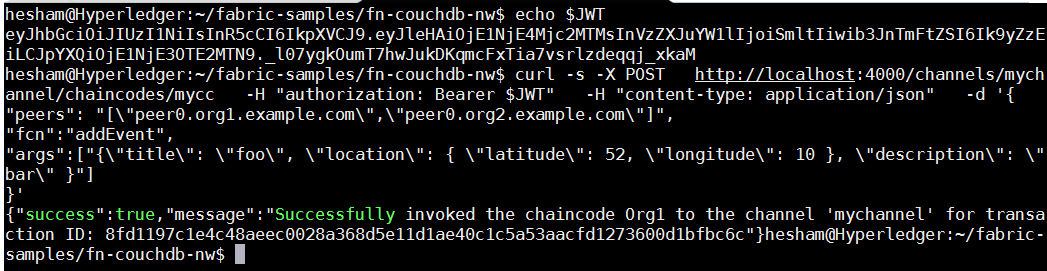 hesham@Hyperledger:~/fabric-samples/fn-couchdb-nw$ echo $JWT
eyJhbGciOiJIUzI1NiIsInR5cCI6IkpXVCJ9.eyJleHAiOjE1NjE4Mjc2MTMsInVzZXJuYW1lIjoiSmltIiwib3JnTmFtZSI6Ik9yZzE
iLCJpYXQiOjE1NjE3OTE2MTN9._l07ygkOumT7hwJukDKqmcFxTia7vsrlzdeqqj_xkaM
hesham@Hyperledger:~/fabric-samples/fn-couchdb-nw$ curl -s -X POST   http://localhost:4000/channels/mych
annel/chaincodes/mycc   -H "authorization: Bearer $JWT"   -H "content-type: application/json"   -d '{
"peers": "[\"peer0.org1.example.com\",\"peer0.org2.example.com\"]",
"fcn":"addEvent",
"args":["{\"title\": \"foo\", \"location\": { \"latitude\": 52, \"longitude\": 10 }, \"description\": \"
bar\" }"]
}'
{"success":true,"message":"Successfully invoked the chaincode Org1 to the channel 'mychannel' for transa
ction ID: 8fd1197c1e4c48aeec0028a368d5e11d1ae40c1c5a53aacfd1273600d1bfbc6c"}hesham@Hyperledger:~/fabric-
samples/fn-couchdb-nw$